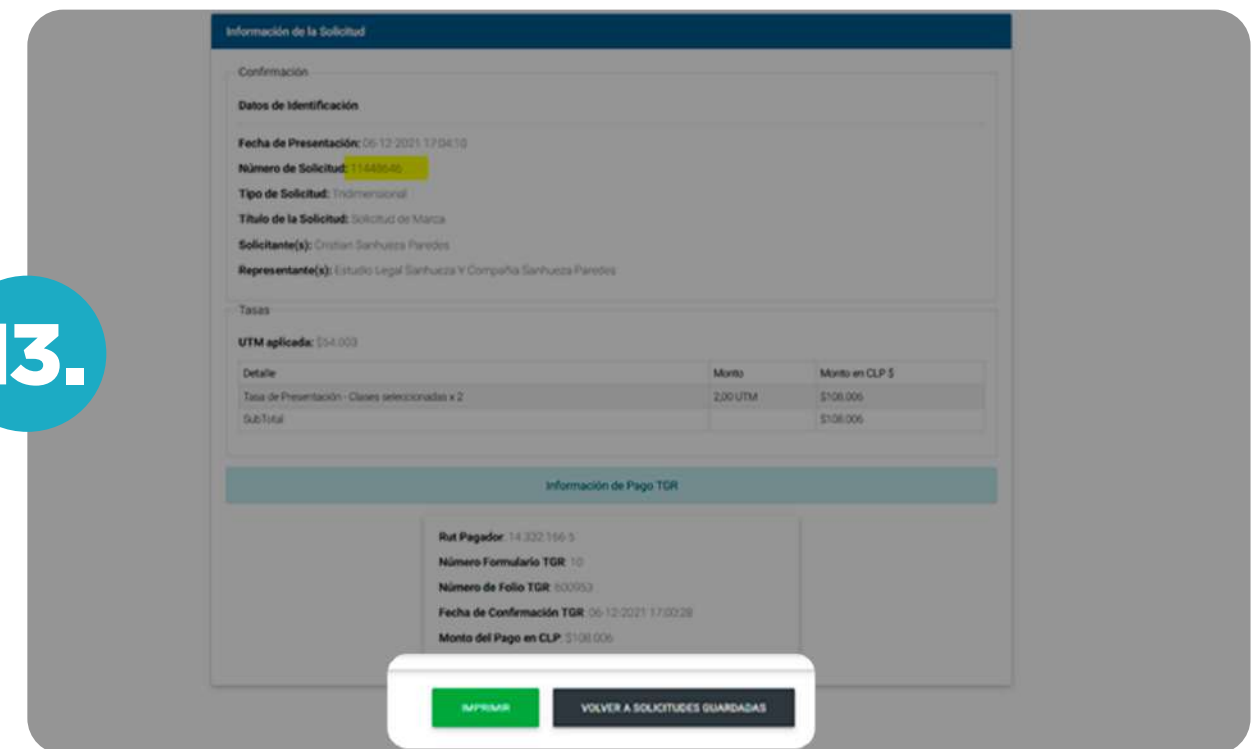 Información de la Solicitud
Confirmación
Datos de Identificación
Fecha de Presentación: 06-12-2021 17:04:10
Número de Solicitud: 11448646
Tipo de Solicitud: Tridimensional
Título de la Solicitud: Solicitud de Marca
Solicitante(s): Cristian Sanhueza Paredes
Representante(s): Estudio Legal Sanhueza Y Compañía Sanhueza Paredes
13.
Tasas
UTM aplicada: $54.003
Detalle Monto Monto en CLP $
Tasa de Presentación - Clases seleccionadas x 2 2,00 UTM $108.006
SubTotal $108.006
Información de Pago TGR
Rut Pagador: 14.332.166-5
Número Formulario TGR: 10
Número de Folio TGR: 600953
Fecha de Confirmación TGR: 06-12-2021 17:00:28
Monto del Pago en CLP: $108.006
IMPRIMIR VOLVER A SOLICITUDES GUARDADAS